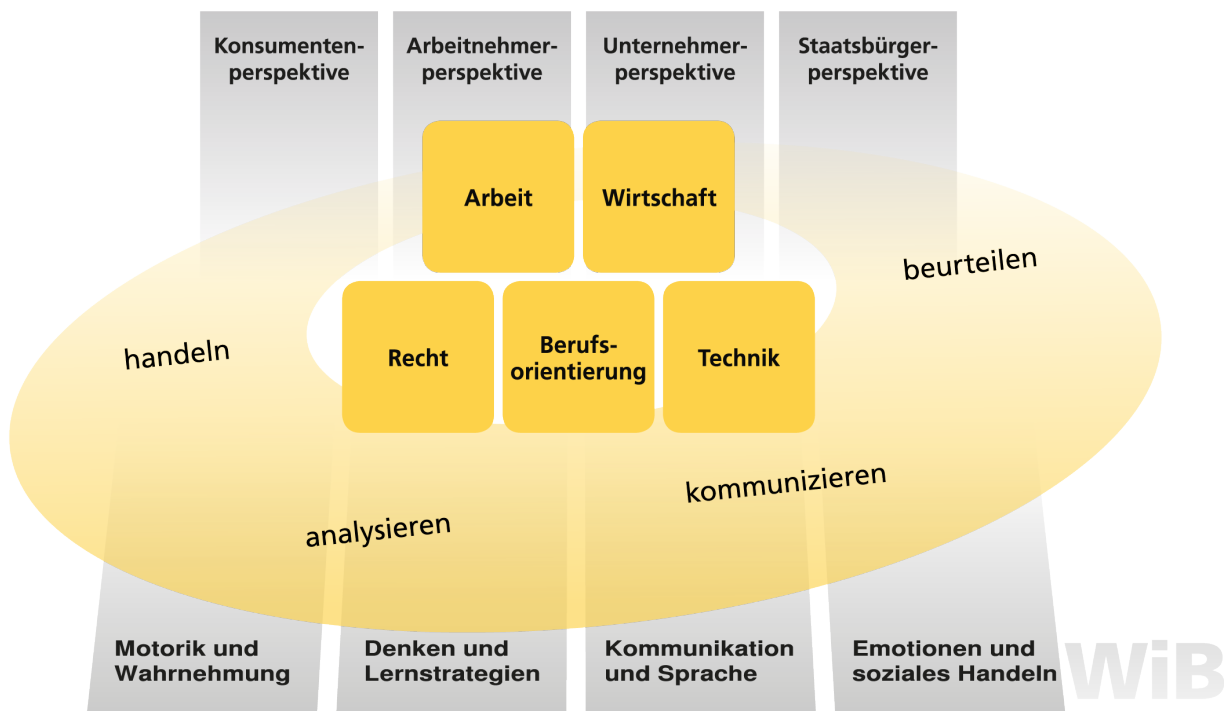 Konsumenten-
perspektive
Arbeitnehmer-
perspektive
Unternehmer-
perspektive
Staatsbürger-
perspektive
Arbeit
Wirtschaft
Recht
Berufs-
orientierung
Technik
beurteilen
handeln
kommunizieren
analysieren
Motorik und
Wahrnehmung
Denken und
Lernstrategien
Kommunikation
und Sprache
Emotionen und
soziales Handeln
WiB